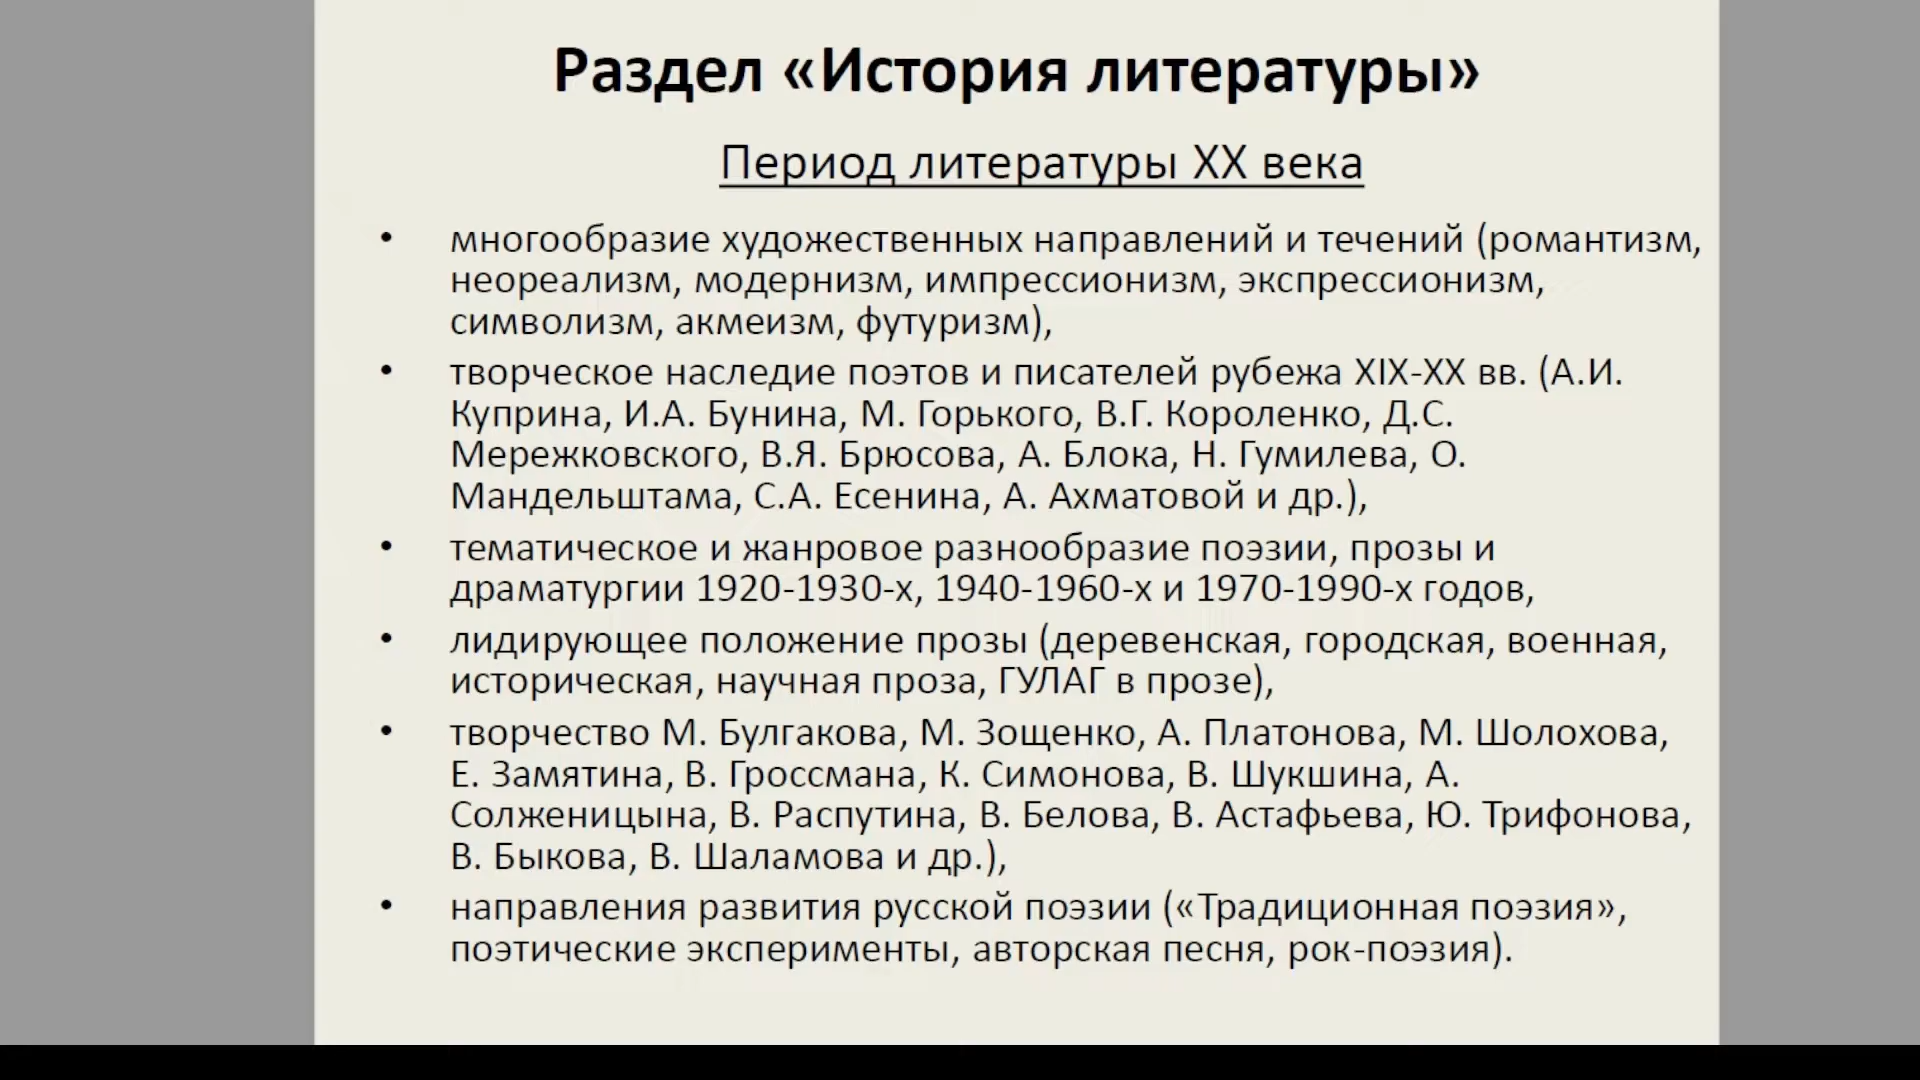 Раздел «История литературы»
Период литературы XX века
• многообразие художественных направлений и течений (романтизм,
неореализм, модернизм, импрессионизм, экспрессионизм,
символизм, акмеизм, футуризм),
• творческое наследие поэтов и писателей рубежа XIX-XX вв. (А.И.
Куприна, И.А. Бунина, М. Горького, В.Г. Короленко, Д.С.
Мережковского, В.Я. Брюсова, А. Блока, Н. Гумилева, О.
Мандельштама, С.А. Есенина, А. Ахматовой и др.),
• тематическое и жанровое разнообразие поэзии, прозы и
драматургии 1920-1930-х, 1940-1960-х и 1970-1990-х годов,
• лидирующее положение прозы (деревенская, городская, военная,
историческая, научная проза, ГУЛАГ в прозе),
• творчество М. Булгакова, М. Зощенко, А. Платонова, М. Шолохова,
Е. Замятина, В. Гроссмана, К. Симонова, В. Шукшина, А.
Солженицына, В. Распутина, В. Белова, В. Астафьева, Ю. Трифонова,
В. Быкова, В. Шаламова и др.),
• направления развития русской поэзии («Традиционная поэзия»,
поэтические эксперименты, авторская песня, рок-поэзия).